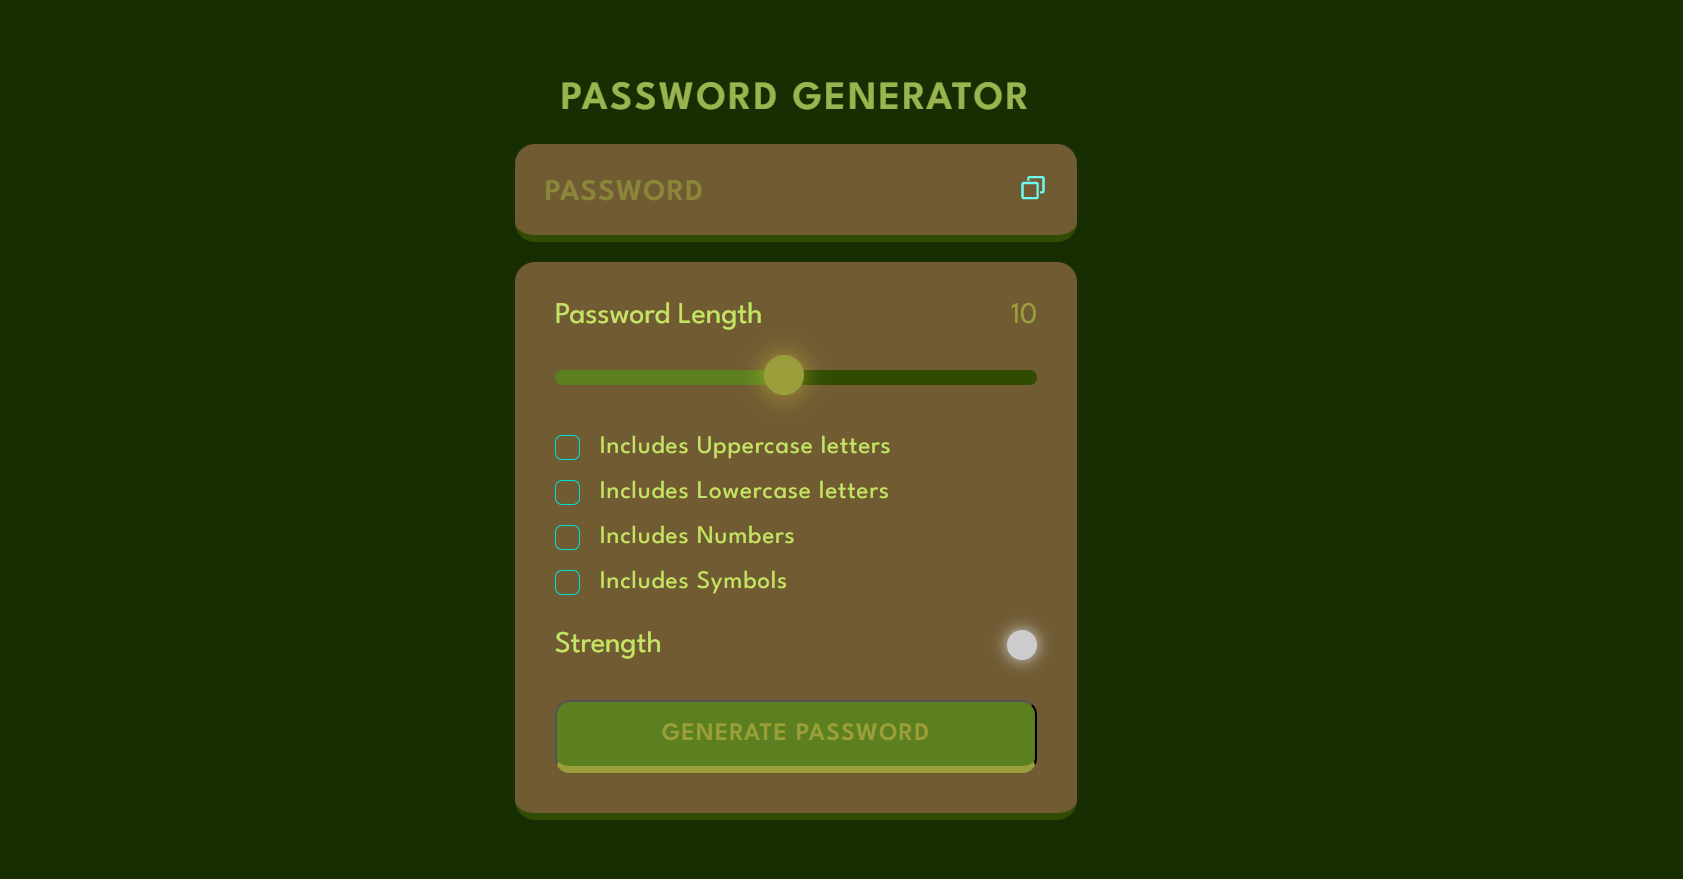 PASSWORD GENERATOR
PASSWORD
Password Length 10
Includes Uppercase letters
Includes Lowercase letters
Includes Numbers
Includes Symbols
Strength
GENERATE PASSWORD